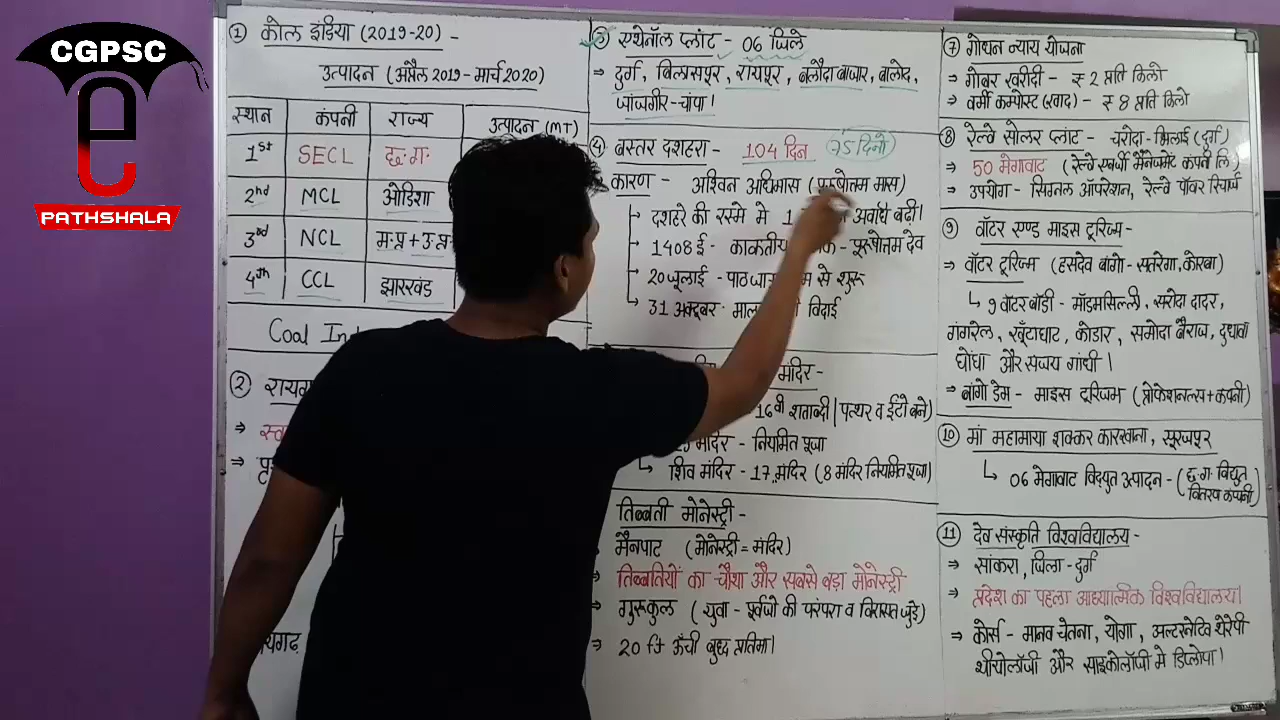 CGPSC
PATHSHALA
① कोल इंडिया (2019-20) -
उत्पादन (अप्रैल 2019 - मार्च 2020)
स्थान कंपनी राज्य उत्पादन (MT)
1st SECL छ.ग.
2nd MCL ओडिशा
3rd NCL म.प्र + उ.प्र
4th CCL झारखंड
Coal In
②
एथेनॉल प्लांट - 06 जिले
⇒ दुर्ग, बिलासपुर, रायपुर, बलौदा बाजार, बालोद,
जांजगीर-चांपा।
④ बस्तर दशहरा - 104 दिन (75 दिनो)
कारण - अश्विन अधिमास (पुरूषोत्तम मास)
→ दशहरे की रस्मे मे अवधि बढ़ी।
→ 1408 ई - काकतीय - पुरूषोत्तम देव
→ 20 जूलाई - से शुरू
→ 31 अक्टूबर - विदाई
मंदिर -
16वी शताब्दी | पत्थर व ईटो बने)
मंदिर - नियमित पूजा
शिव मंदिर - 17 मंदिर (8 मंदिर नियमित पूजा)
तिब्बती मोनेस्ट्री -
मैनपाट (मोनेस्ट्री = मंदिर)
⇒ तिब्बतियों का चौथा और सबसे बड़ा मोनेस्ट्री
⇒ गुरूकुल (युवा - पूर्वजो की परंपरा व विरासत जुड़े)
⇒ 20 ft ऊँची बुध्द प्रतिमा।
यगढ़
⑦ गोधन न्याय योजना
⇒ गोबर खरीदी - ₹ 2 प्रति किलो
⇒ वर्मी कम्पोस्ट (खाद) - ₹ 8 प्रति किलो
⑧ रेल्वे सोलर प्लांट - चरोदा - भिलाई (दुर्ग)
⇒ 50 मेगावाट (रेल्वे एनर्जी मैनेजमेंट कंपनी लि.)
⇒ उपयोग - सिग्नल ऑपरेशन, रेल्वे पॉवर
⑨ वॉटर एण्ड माइस टूरिज्म -
⇒ वॉटर टूरिज्म (हसदेव बांगो - सतरेंगा, कोरबा)
↳ 9 वॉटर बॉडी - मॉडमसिल्ली, सरोदा दादर,
गंगरेल, खूँटाघाट, कोडार, समोदा बैराज, दुधावा
घोंघा और संजय गांधी।
⇒ बांगो डेम - माइस टूरिज्म (प्रोफेशनल्स + कंपनी)
⑩ मां महामाया शक्कर कारखाना, सूरजपुर
↳ 06 मेगावाट विद्युत उत्पादन - (छ.ग. विद्युत वितरण कंपनी)
⑪ देव संस्कृति विश्वविद्यालय -
⇒ सांकरा, जिला - दुर्ग
⇒ प्रदेश का पहला आध्यात्मिक विश्वविद्यालय।
⇒ कोर्स - मानव चेतना, योगा, अल्टरनेटिव थेरेपी
थीयोलॉजी और साइकोलॉजी मे डिप्लोमा।